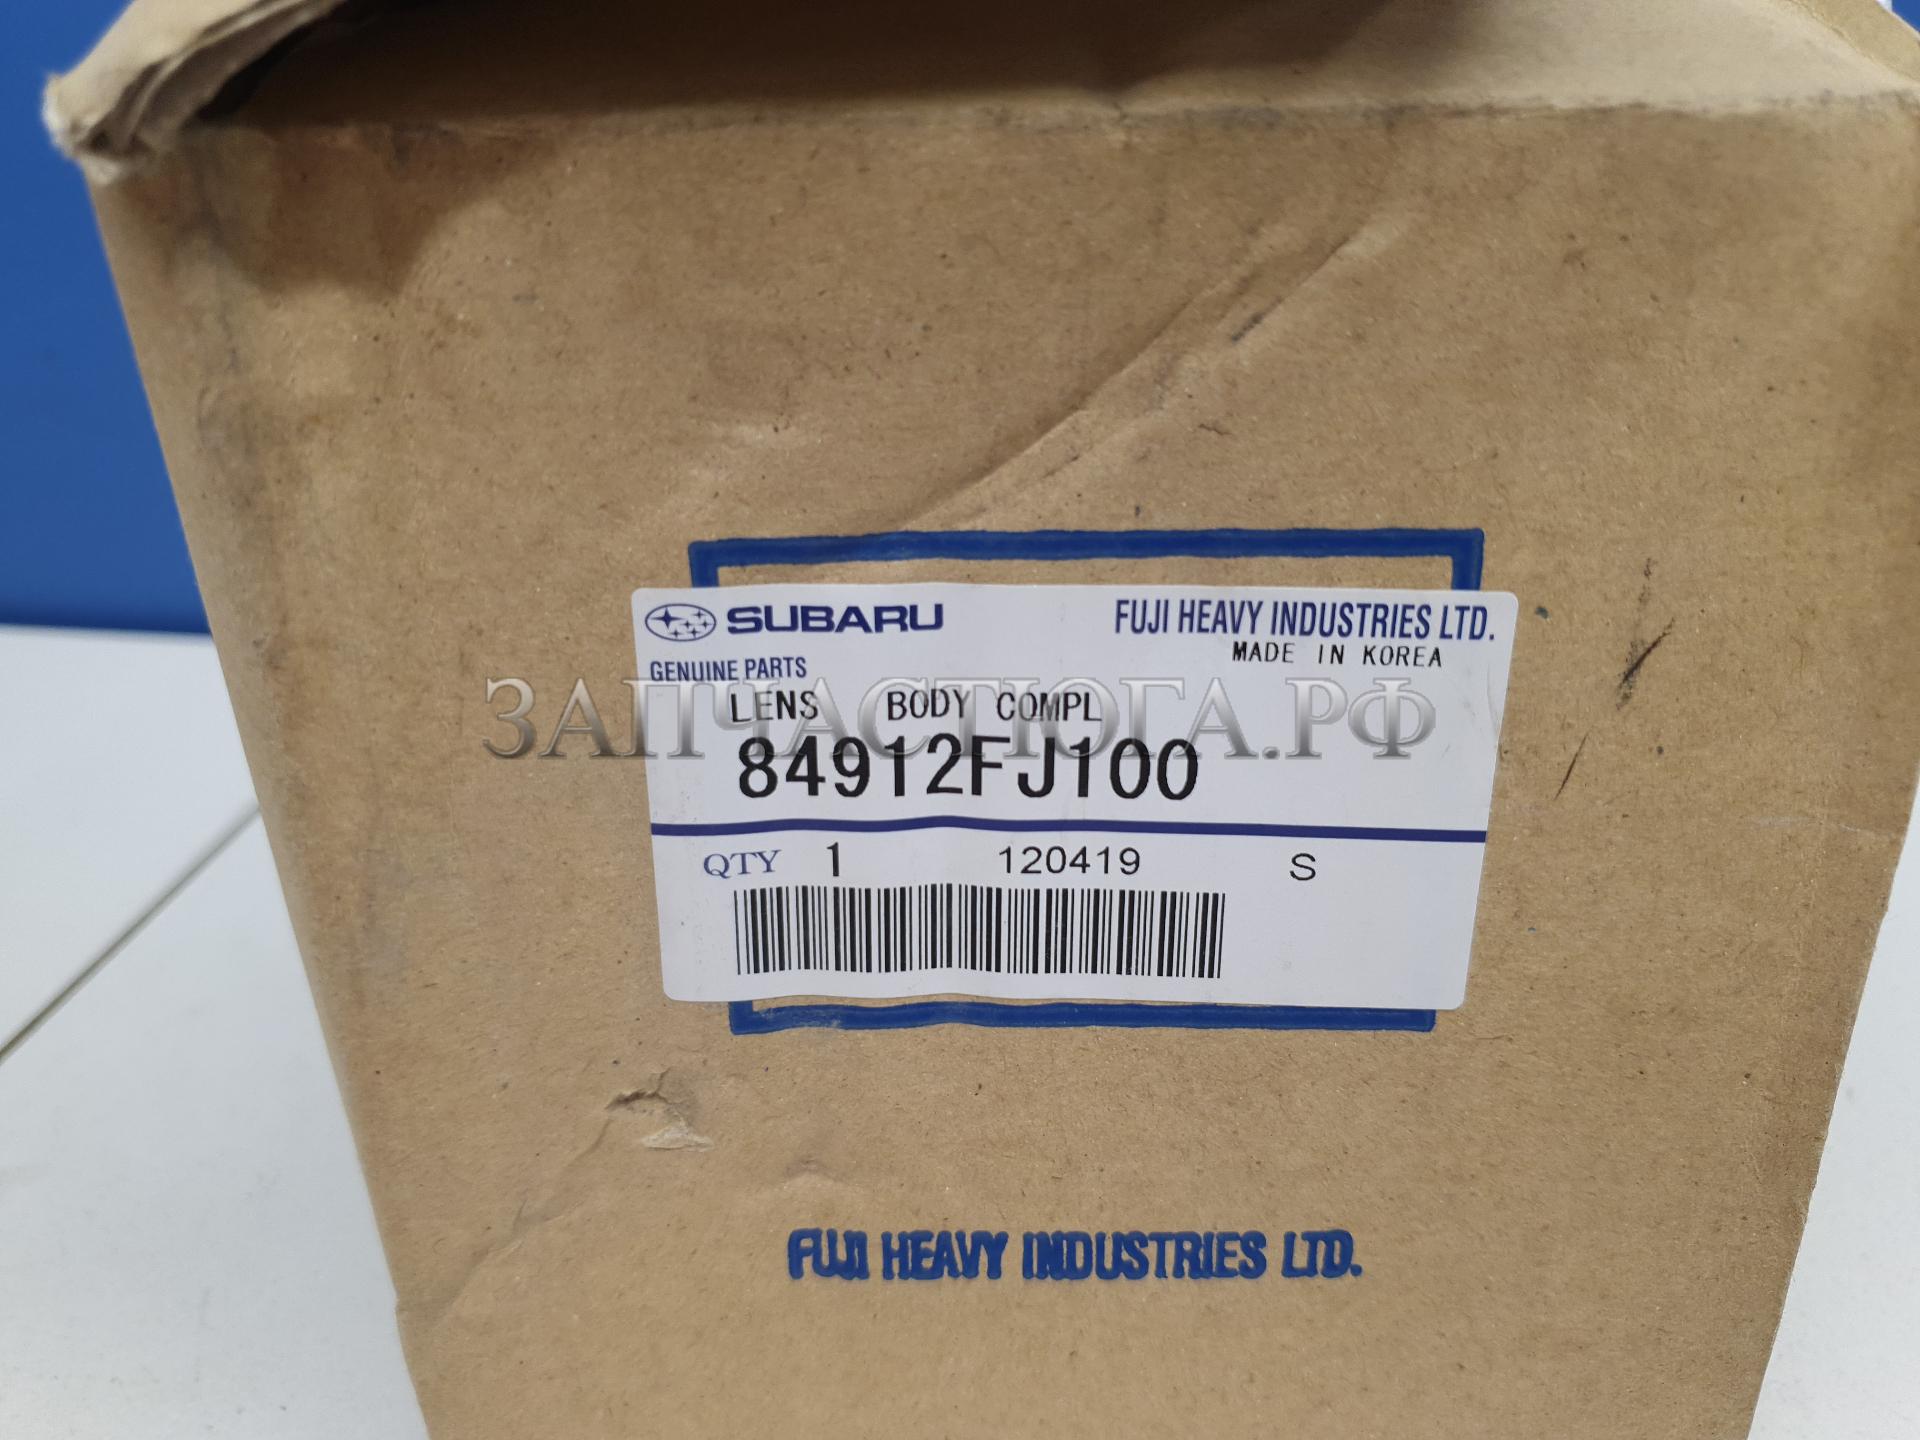 SUBARU FUJI HEAVY INDUSTRIES LTD.
MADE IN KOREA
GENUINE PARTS
LENS BODY COMPL
ЗАПЧАСТЮГА.РФ
84912FJ100
QTY 1 120419 S
FUJI HEAVY INDUSTRIES LTD.